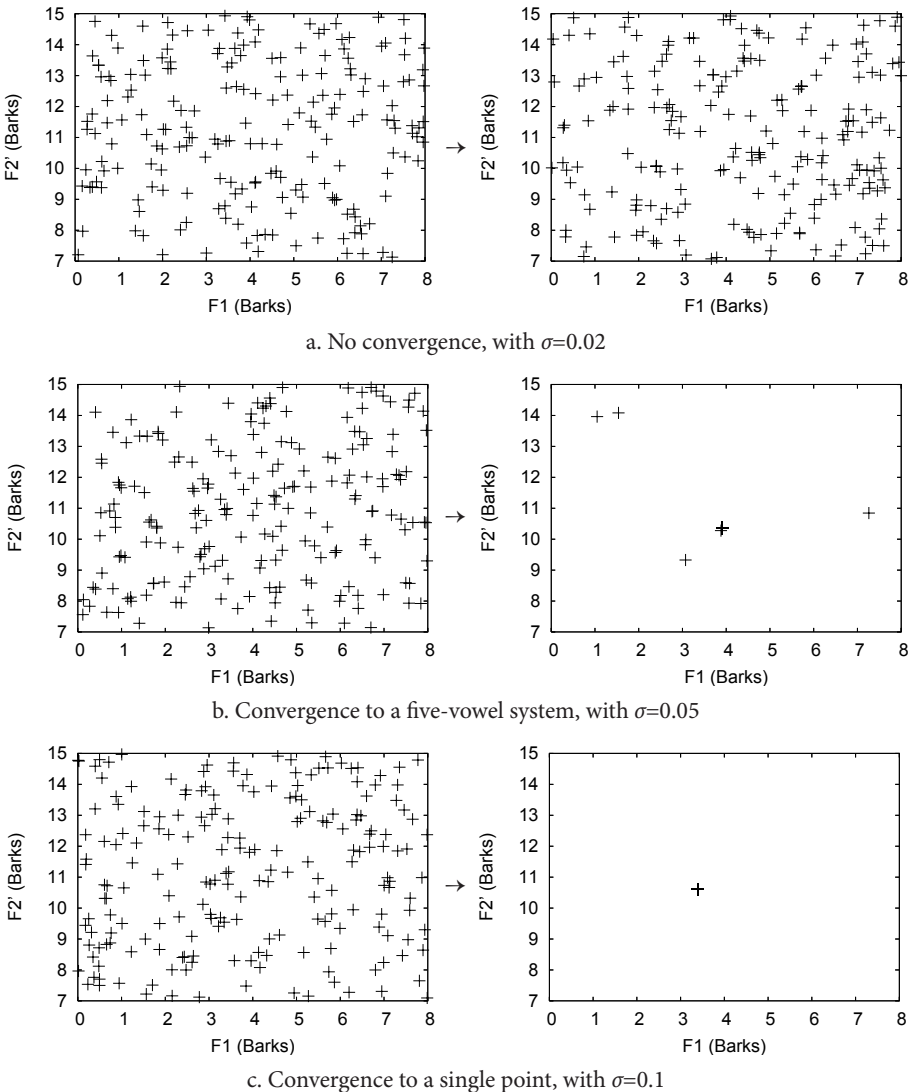 15
14
13
12
11
10
9
8
7
F2' (Barks)
0 1 2 3 4 5 6 7 8
F1 (Barks)
→
15
14
13
12
11
10
9
8
7
F2' (Barks)
0 1 2 3 4 5 6 7 8
F1 (Barks)
a. No convergence, with σ=0.02
15
14
13
12
11
10
9
8
7
F2' (Barks)
0 1 2 3 4 5 6 7 8
F1 (Barks)
→
15
14
13
12
11
10
9
8
7
F2' (Barks)
0 1 2 3 4 5 6 7 8
F1 (Barks)
b. Convergence to a five-vowel system, with σ=0.05
15
14
13
12
11
10
9
8
7
F2' (Barks)
0 1 2 3 4 5 6 7 8
F1 (Barks)
→
15
14
13
12
11
10
9
8
7
F2' (Barks)
0 1 2 3 4 5 6 7 8
F1 (Barks)
c. Convergence to a single point, with σ=0.1